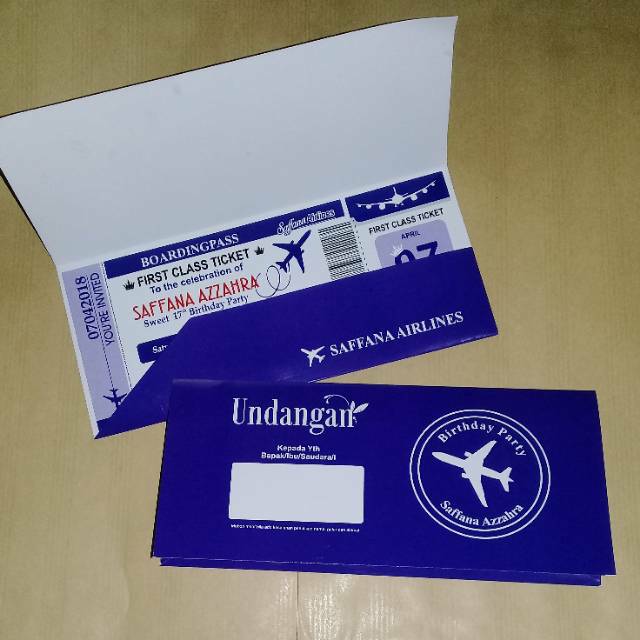 07042018
YOU'RE INVITED
BOARDINGPASS
Saffana Airlines
FIRST CLASS TICKET
To the celebration of
SAFFANA AZZAHRA
Sweet 17th Birthday Party
FIRST CLASS TICKET
APRIL
07
SAFFANA AIRLINES
Undangan
Kepada Yth
Bapak/Ibu/Saudara/i
Birthday Party
Saffana Azzahra